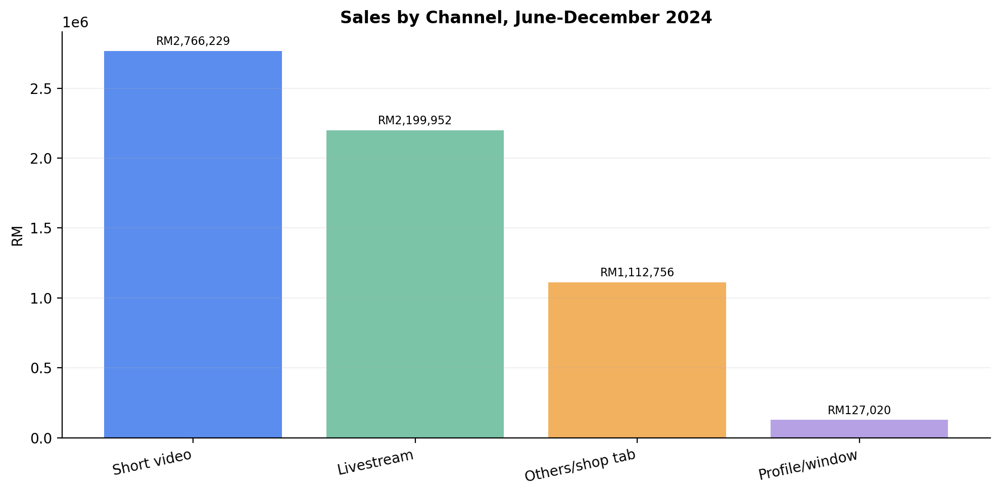 Sales by Channel, June-December 2024
1e6
RM
2.5
2.0
1.5
1.0
0.5
0.0
RM2,766,229
RM2,199,952
RM1,112,756
RM127,020
Short video
Livestream
Others/shop tab
Profile/window